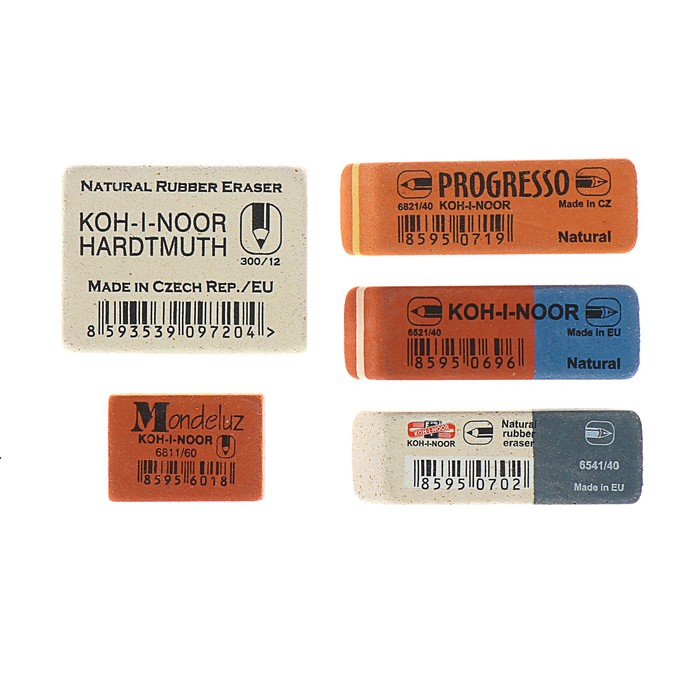 NATURAL RUBBER ERASER
KOH-I-NOOR
HARDTMUTH
300/12
MADE IN CZECH REP./EU
8 593539 097204 >
Mondeluz
KOH-I-NOOR
6811/60
8595 6018
PROGRESSO
6821/40 KOH-I-NOOR Made in CZ
8595 0719
Natural
KOH-I-NOOR
6521/40 Made in EU
8595 0696
Natural
KOH-I-NOOR
KOH-I-NOOR
Natural
rubber
eraser
8595 0702
6541/40
Made in EU